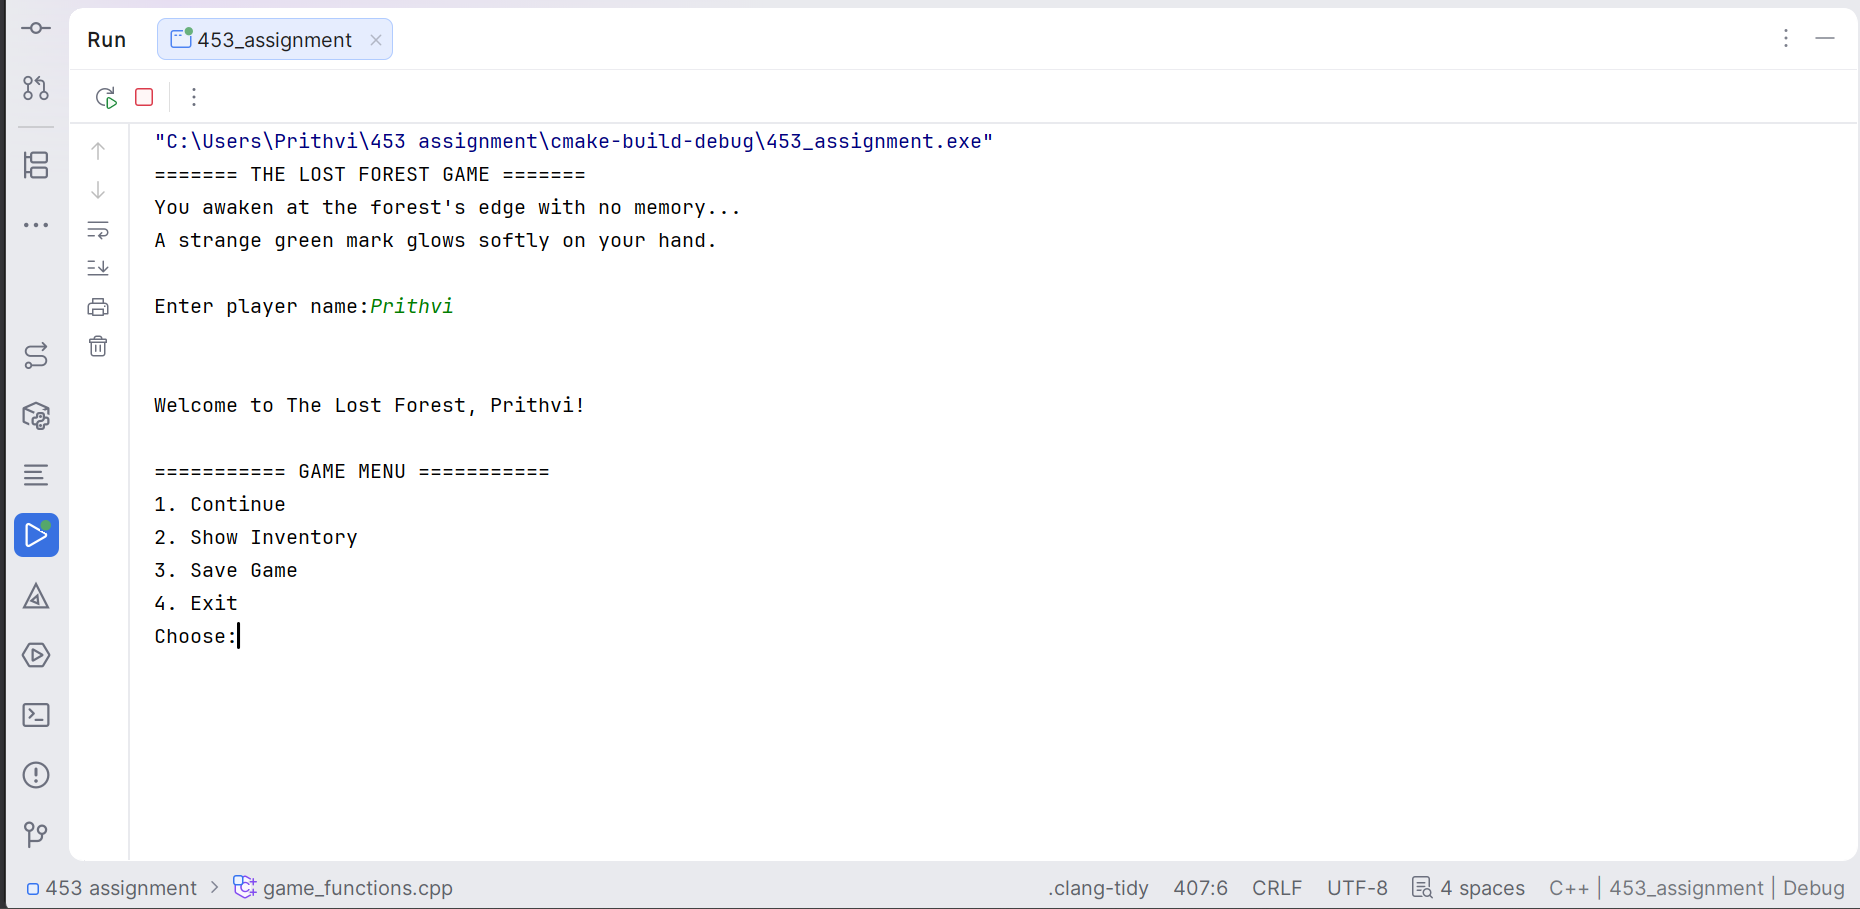 Run 453_assignment
"C:\Users\Prithvi\453 assignment\cmake-build-debug\453_assignment.exe"
======= THE LOST FOREST GAME =======
You awaken at the forest's edge with no memory...
A strange green mark glows softly on your hand.
Enter player name:Prithvi
Welcome to The Lost Forest, Prithvi!
=========== GAME MENU ===========
1. Continue
2. Show Inventory
3. Save Game
4. Exit
Choose:
453 assignment > game_functions.cpp .clang-tidy 407:6 CRLF UTF-8 4 spaces C++ | 453_assignment | Debug